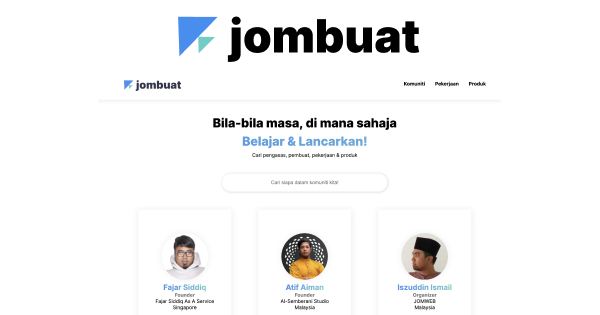 jombuat
jombuat
Komuniti Pekerjaan Produk
Bila-bila masa, di mana sahaja
Belajar & Lancarkan!
Cari pengasas, pembuat, pekerjaan & produk
Cari siapa dalam komuniti kita!
Fajar Siddiq
Founder
Fajar Siddiq As A Service
Singapore
Atif Aiman
Founder
Al-Semberani Studio
Malaysia
Iszuddin Ismail
Organizer
JOMWEB
Malaysia